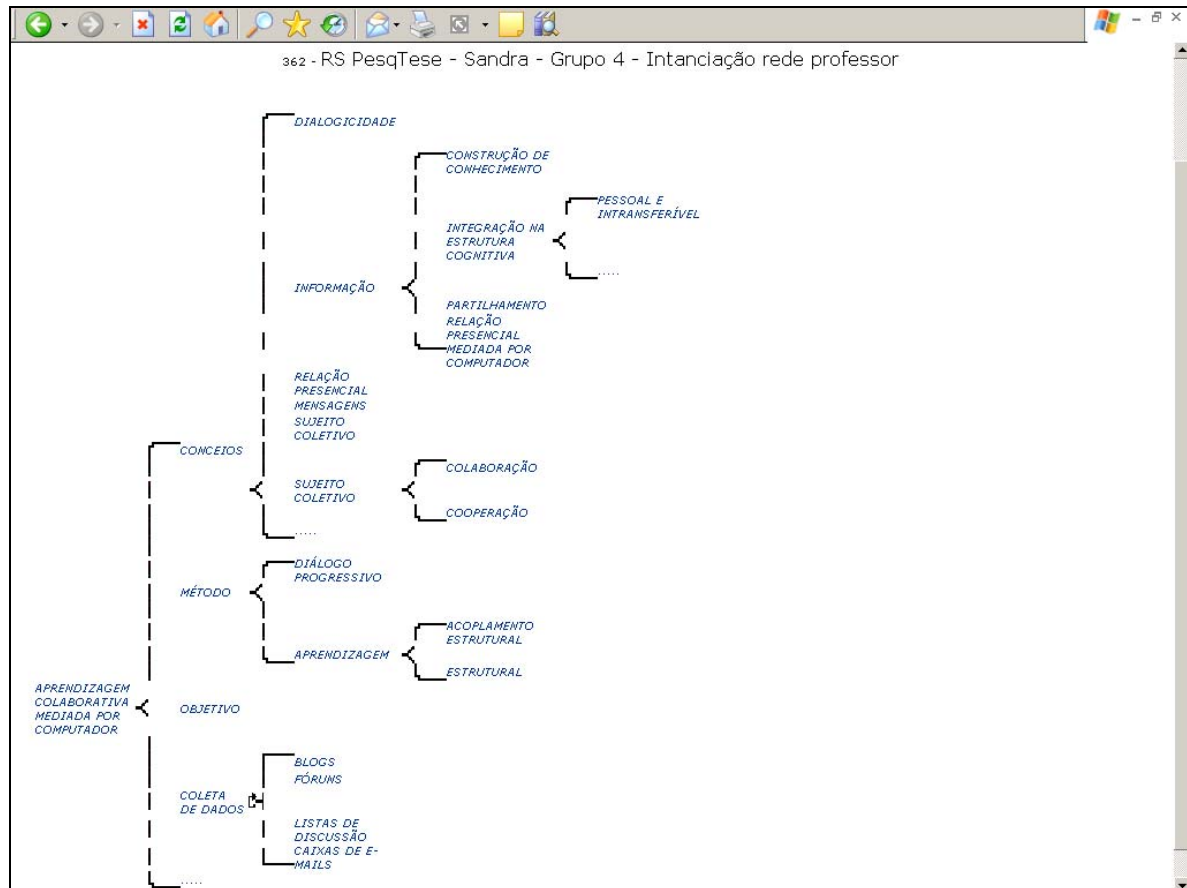 362 - RS PesqTese - Sandra - Grupo 4 - Intanciação rede professor
DIALOGICIDADE
CONSTRUÇÃO DE
CONHECIMENTO
PESSOAL E
INTRANSFERÍVEL
INTEGRAÇÃO NA
ESTRUTURA
COGNITIVA
.....
INFORMAÇÃO
PARTILHAMENTO
RELAÇÃO
PRESENCIAL
MEDIADA POR
COMPUTADOR
RELAÇÃO
PRESENCIAL
MENSAGENS
SUJEITO
COLETIVO
CONCEIOS
COLABORAÇÃO
SUJEITO
COLETIVO
COOPERAÇÃO
.....
DIÁLOGO
PROGRESSIVO
MÉTODO
ACOPLAMENTO
ESTRUTURAL
APRENDIZAGEM
ESTRUTURAL
APRENDIZAGEM
COLABORATIVA
MEDIADA POR
COMPUTADOR
OBJETIVO
BLOGS
FÓRUNS
COLETA
DE DADOS
LISTAS DE
DISCUSSÃO
CAIXAS DE E-
MAILS
.....